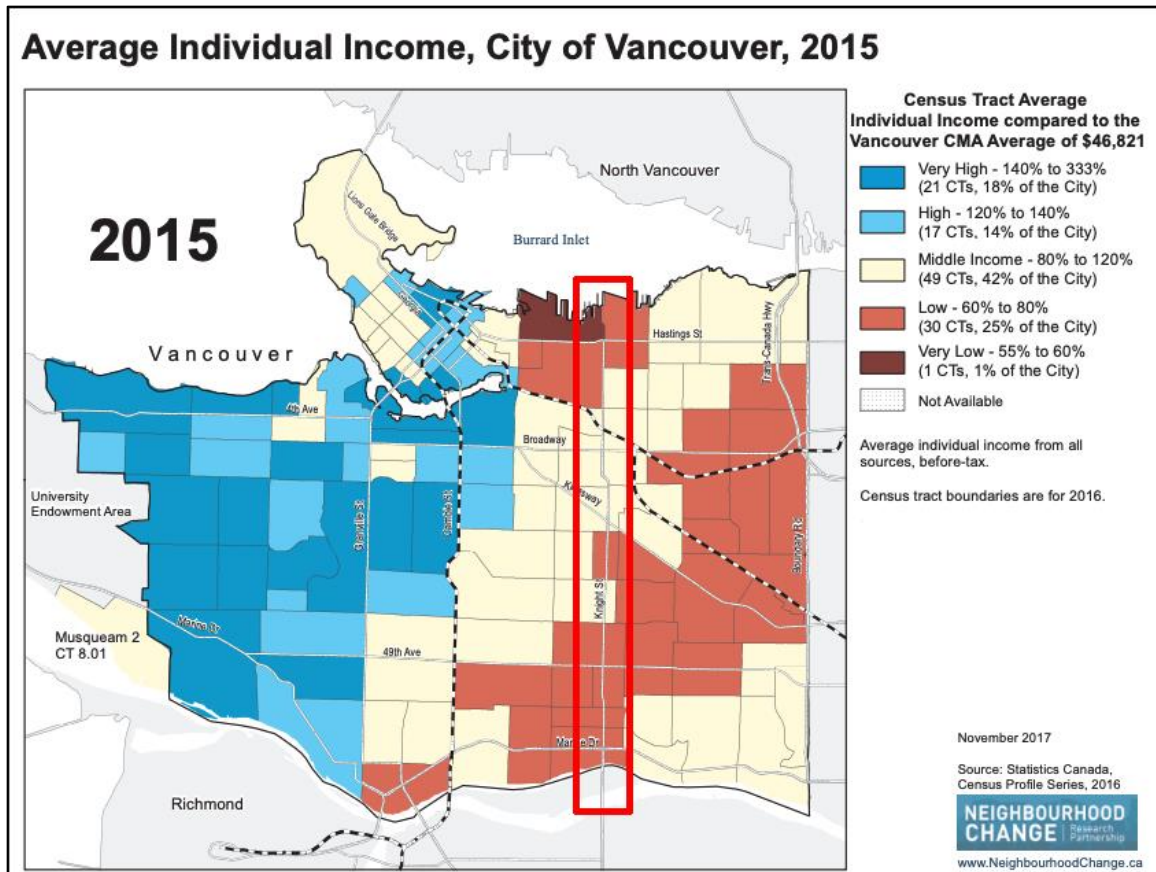 Average Individual Income, City of Vancouver, 2015
2015
North Vancouver
Lions Gate Bridge
Burrard Inlet
Georgia
Hastings St
Trans-Canada Hwy
Vancouver
4th Ave
Broadway
Kingsway
University
Endowment Area
Granville St
Cambie St
Knight St
Boundary Rd
Marine Dr
Musqueam 2
CT 8.01
49th Ave
Marine Dr
Richmond
Census Tract Average
Individual Income compared to the
Vancouver CMA Average of $46,821
Very High - 140% to 333%
(21 CTs, 18% of the City)
High - 120% to 140%
(17 CTs, 14% of the City)
Middle Income - 80% to 120%
(49 CTs, 42% of the City)
Low - 60% to 80%
(30 CTs, 25% of the City)
Very Low - 55% to 60%
(1 CTs, 1% of the City)
Not Available
Average individual income from all
sources, before-tax.
Census tract boundaries are for 2016.
November 2017
Source: Statistics Canada,
Census Profile Series, 2016
NEIGHBOURHOOD
CHANGE Research
Partnership
www.NeighbourhoodChange.ca